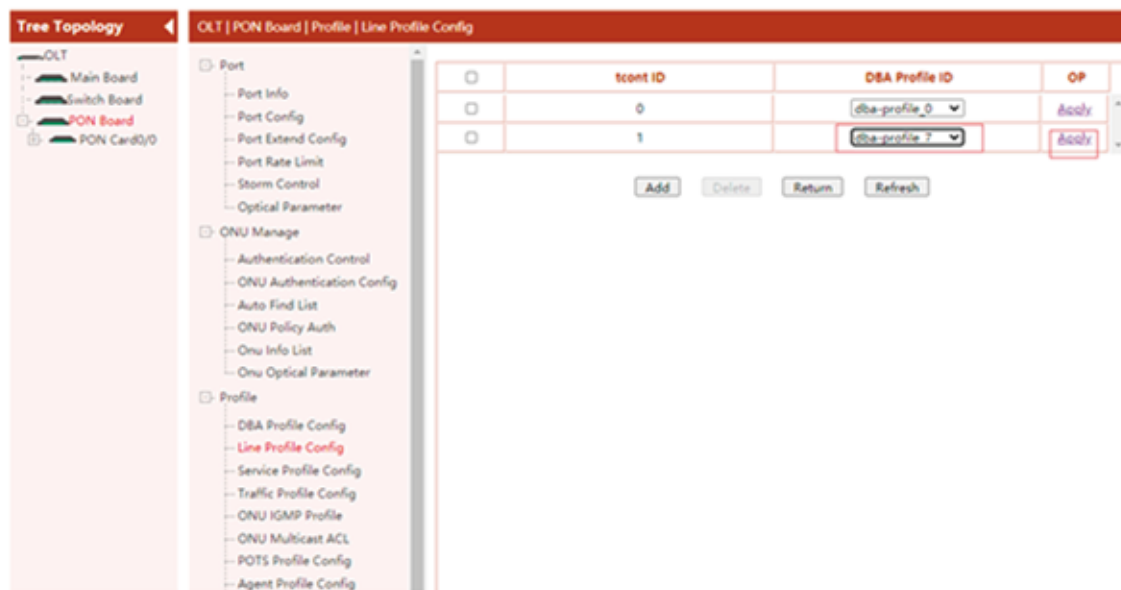 Tree Topology
OLT | PON Board | Profile | Line Profile Config
OLT
Main Board
Switch Board
PON Board
PON Card0/0
Port
Port Info
Port Config
Port Extend Config
Port Rate Limit
Storm Control
Optical Parameter
ONU Manage
Authentication Control
ONU Authentication Config
Auto Find List
ONU Policy Auth
Onu Info List
Onu Optical Parameter
Profile
DBA Profile Config
Line Profile Config
Service Profile Config
Traffic Profile Config
ONU IGMP Profile
ONU Multicast ACL
POTS Profile Config
Agent Profile Config
tcont ID DBA Profile ID OP
0 dba-profile_0 Apply
1 dba-profile_7 Apply
Add Delete Return Refresh